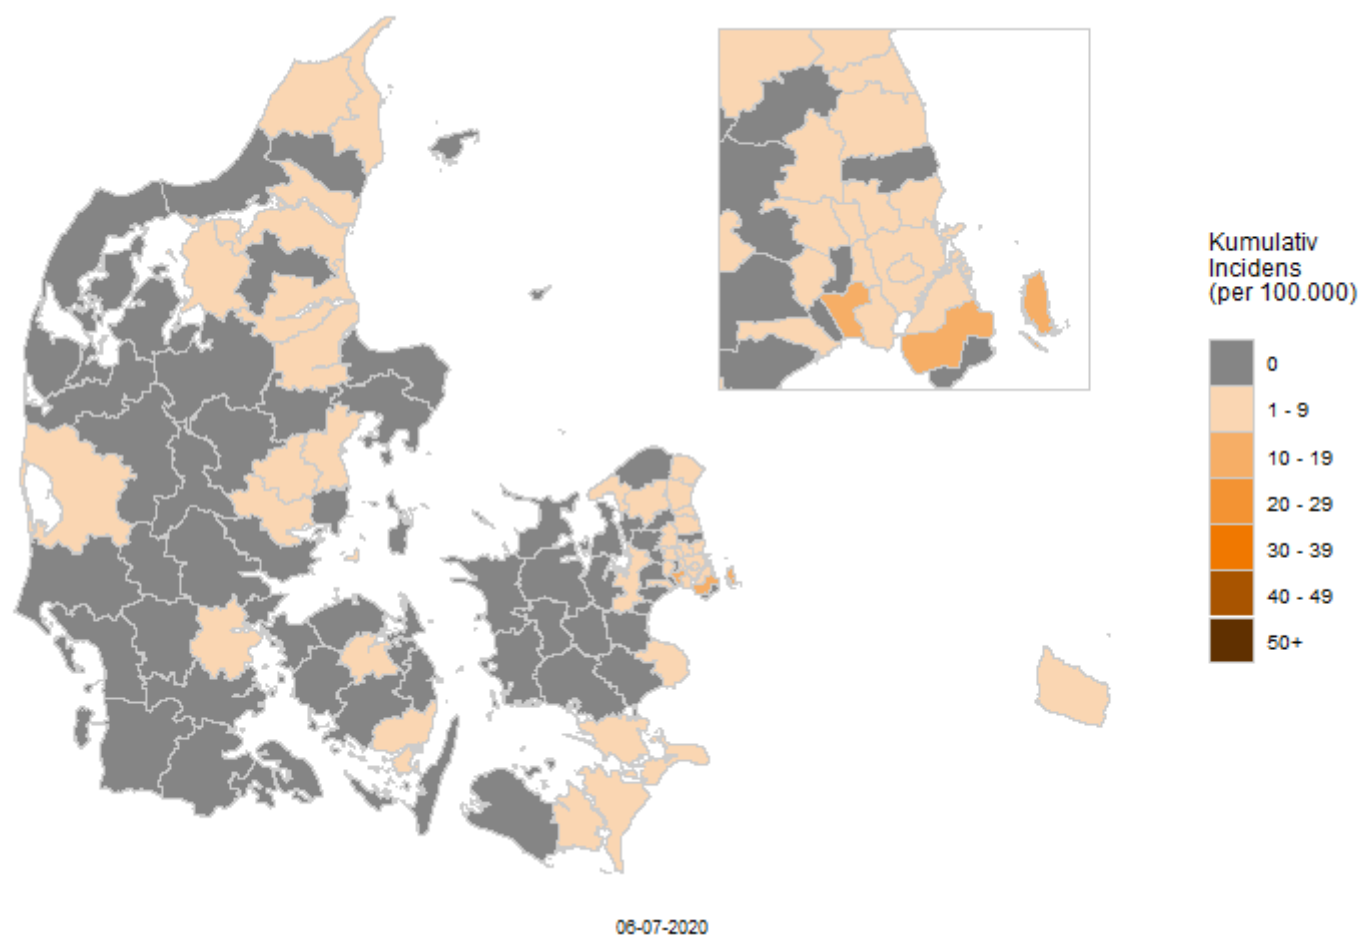 Kumulativ
Incidens
(per 100.000)
0
1 - 9
10 - 19
20 - 29
30 - 39
40 - 49
50+
06-07-2020